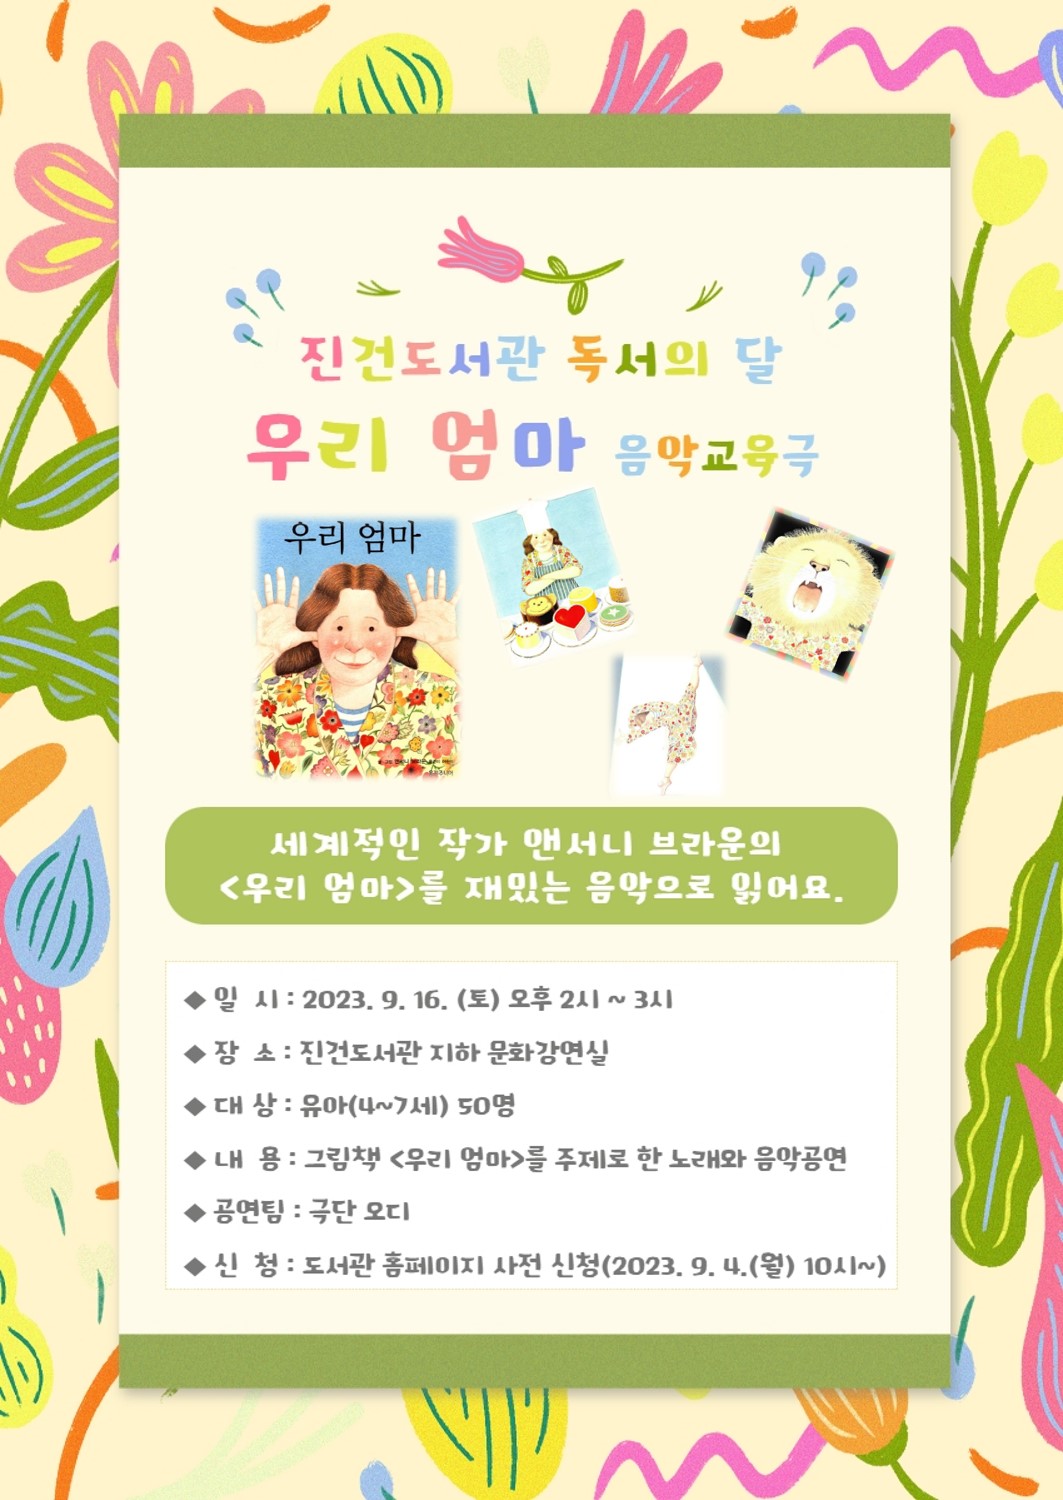 진건도서관 독서의 달
우리 엄마 음악교육극
우리 엄마
세계적인 작가 앤서니 브라운의
<우리 엄마>를 재밌는 음악으로 읽어요.
◆ 일 시 : 2023. 9. 16. (토) 오후 2시 ~ 3시
◆ 장 소 : 진건도서관 지하 문화강연실
◆ 대 상 : 유아(4~7세) 50명
◆ 내 용 : 그림책 <우리 엄마>를 주제로 한 노래와 음악공연
◆ 공연팀 : 극단 오디
◆ 신 청 : 도서관 홈페이지 사전 신청(2023. 9. 4.(월) 10시~)